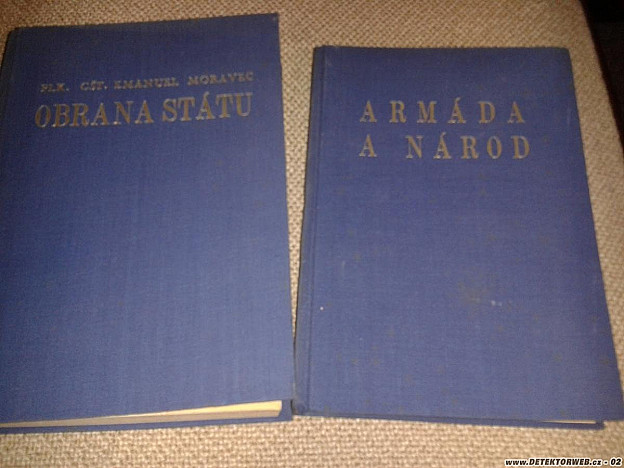 PLK. GŠT. EMANUEL MORAVEC
OBRANA STÁTU
ARMÁDA
A NÁROD
www.DETEKTORWEB.cz - 02